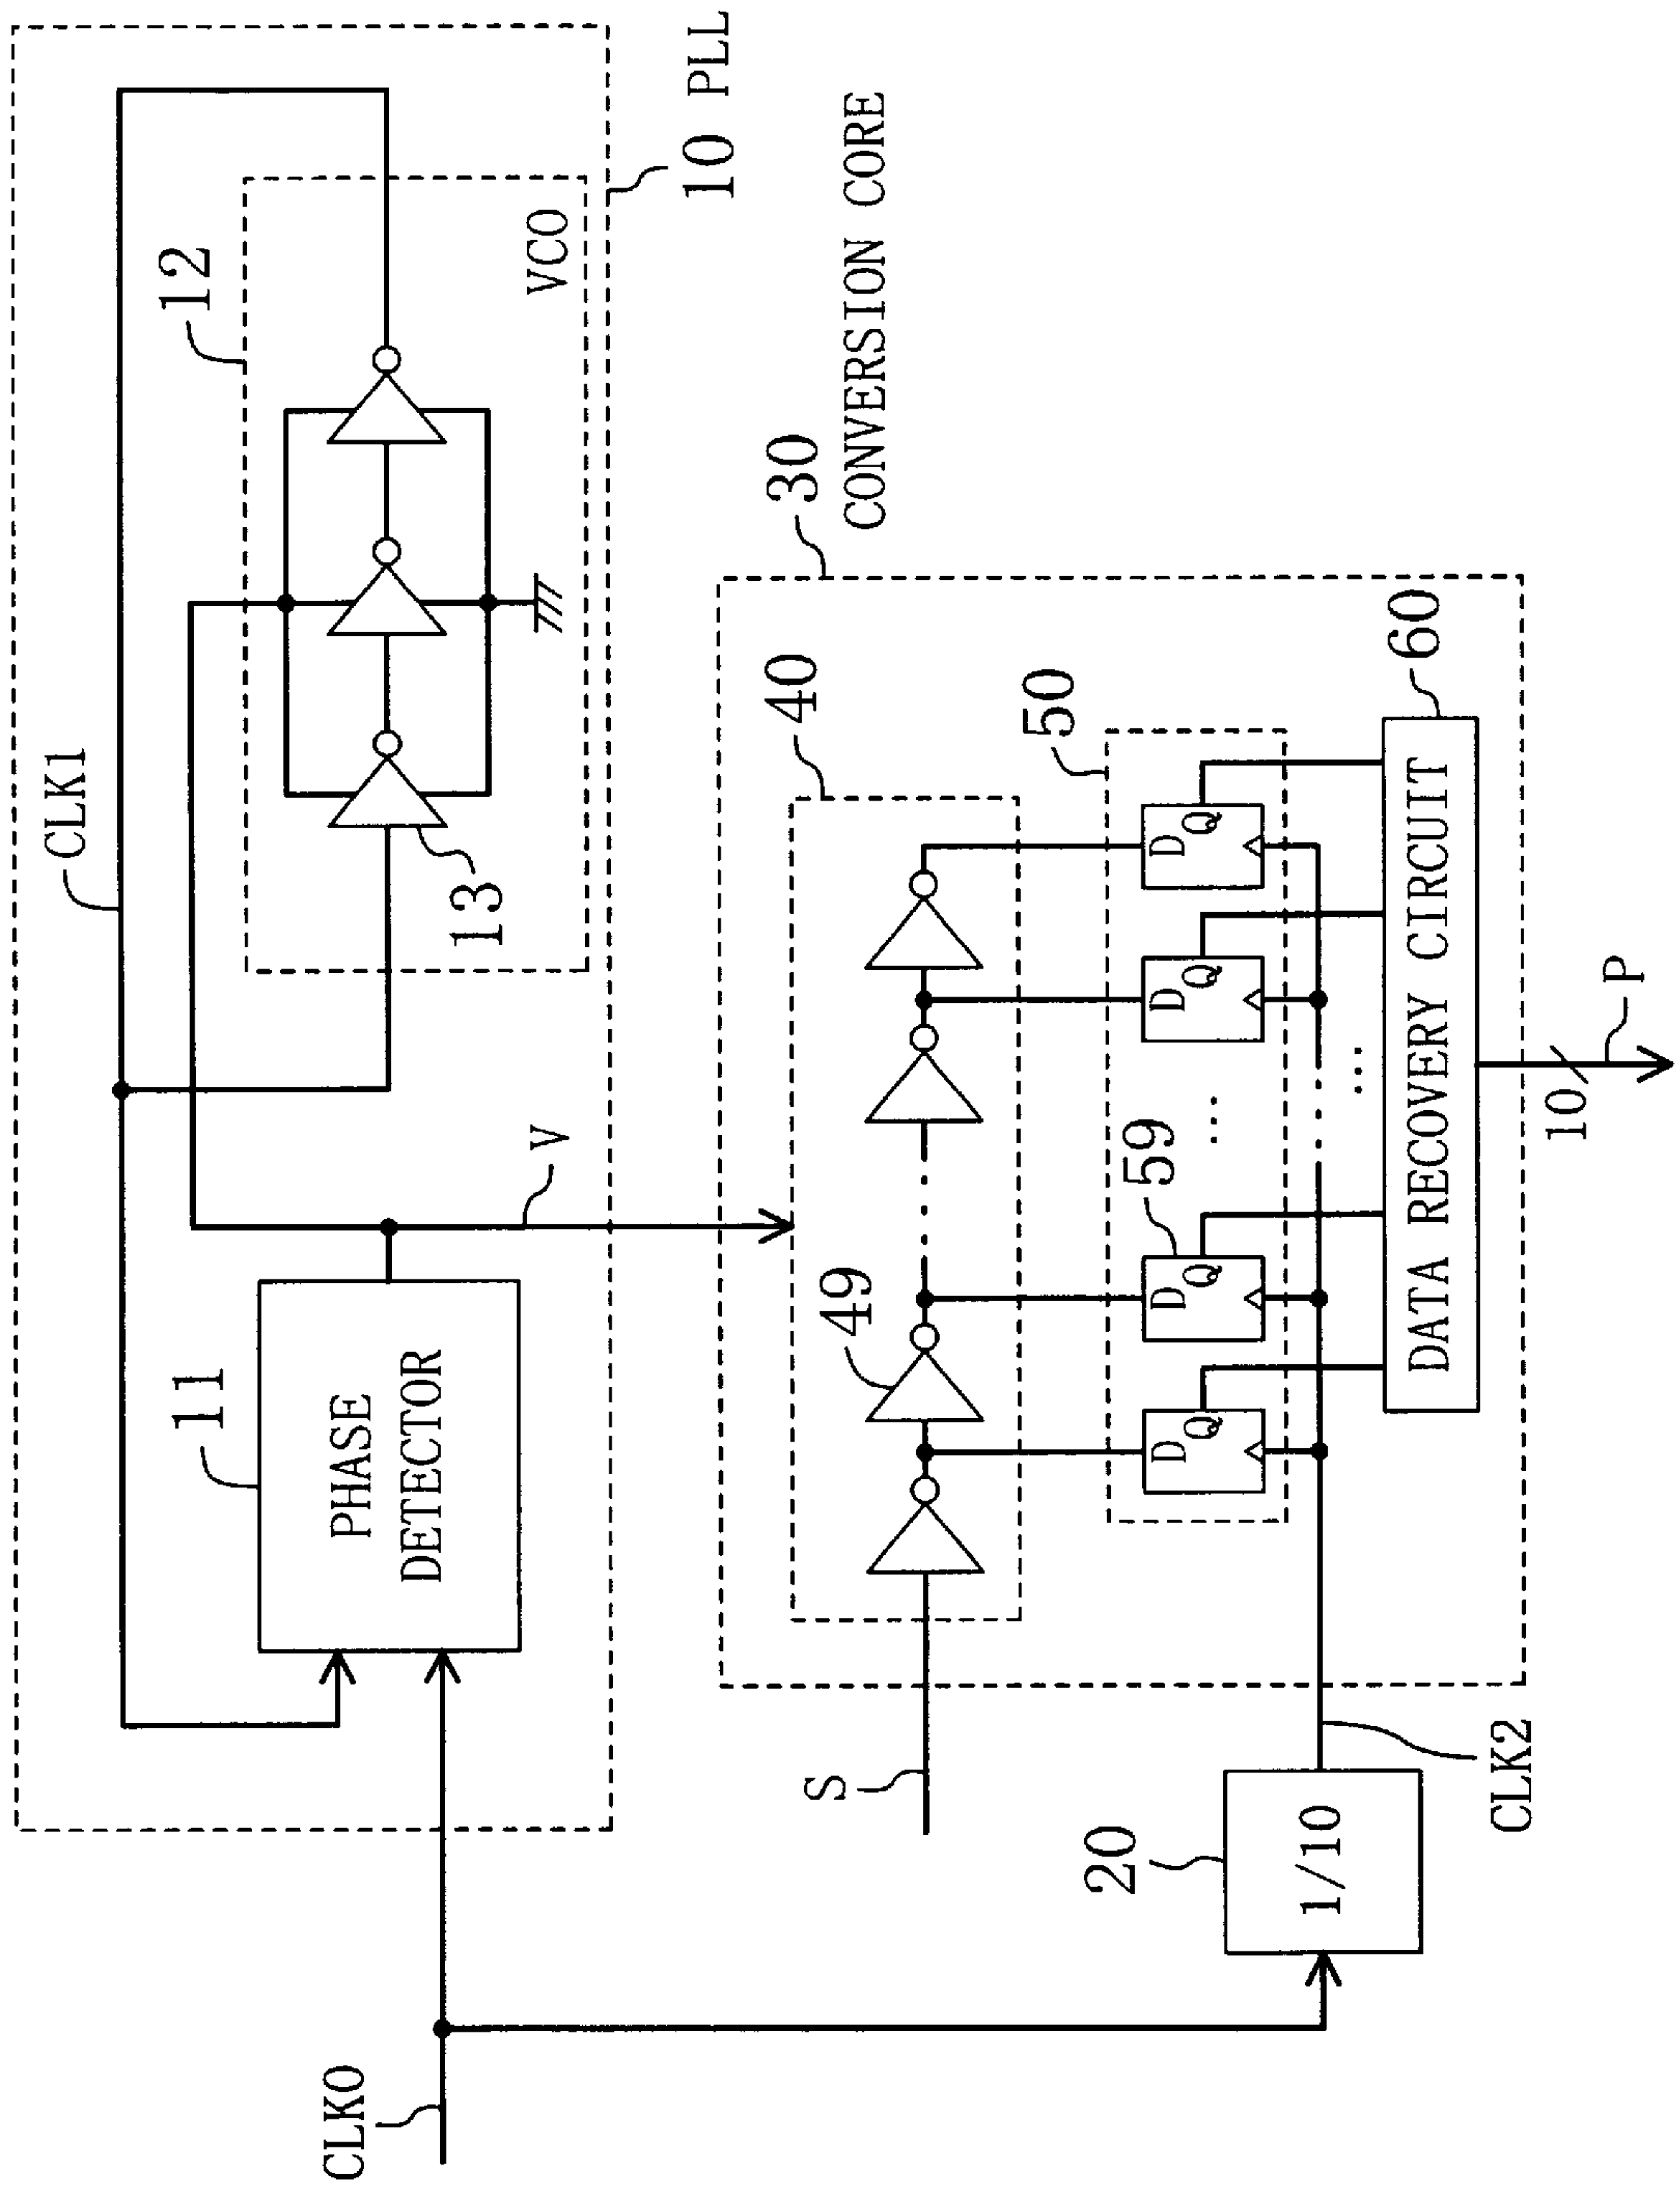 CLK1
12
VCO
13
10 PLL
11
PHASE
DETECTOR
V
CLK0
30
CONVERSION CORE
40
49
S
50
D
Q
D
Q
59
D
Q
...
D
Q
D
Q
...
60
DATA RECOVERY CIRCUIT
20
1/10
CLK2
10
P